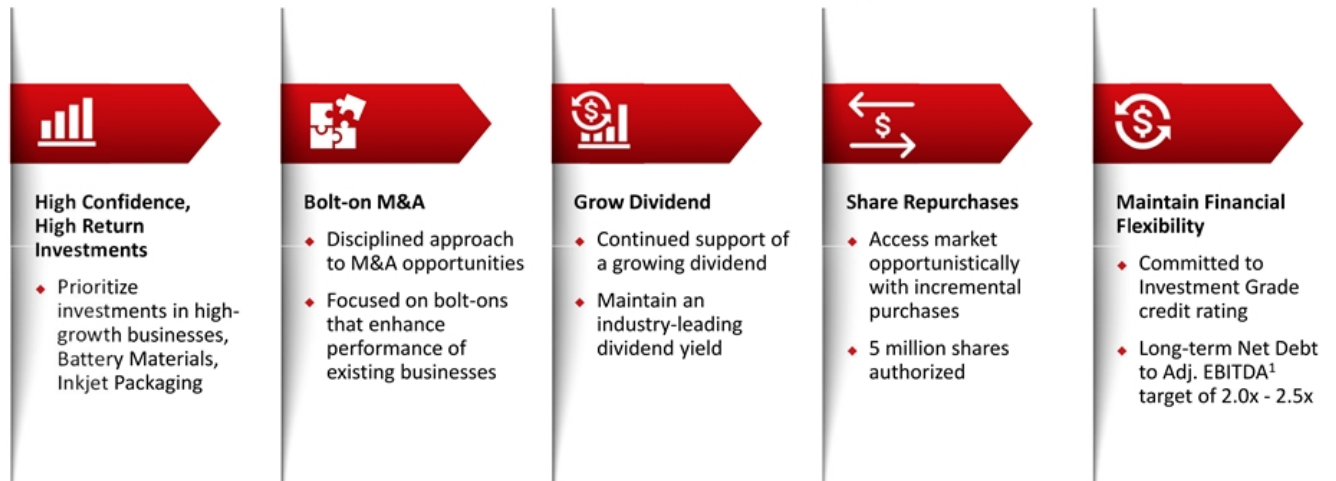 High Confidence,
High Return
Investments
◆ Prioritize
investments in high-
growth businesses,
Battery Materials,
Inkjet Packaging
Bolt-on M&A
◆ Disciplined approach
to M&A opportunities
◆ Focused on bolt-ons
that enhance
performance of
existing businesses
Grow Dividend
◆ Continued support of
a growing dividend
◆ Maintain an
industry-leading
dividend yield
$
Share Repurchases
◆ Access market
opportunistically
with incremental
purchases
◆ 5 million shares
authorized
$
Maintain Financial
Flexibility
◆ Committed to
Investment Grade
credit rating
◆ Long-term Net Debt
to Adj. EBITDA¹
target of 2.0x - 2.5x
$